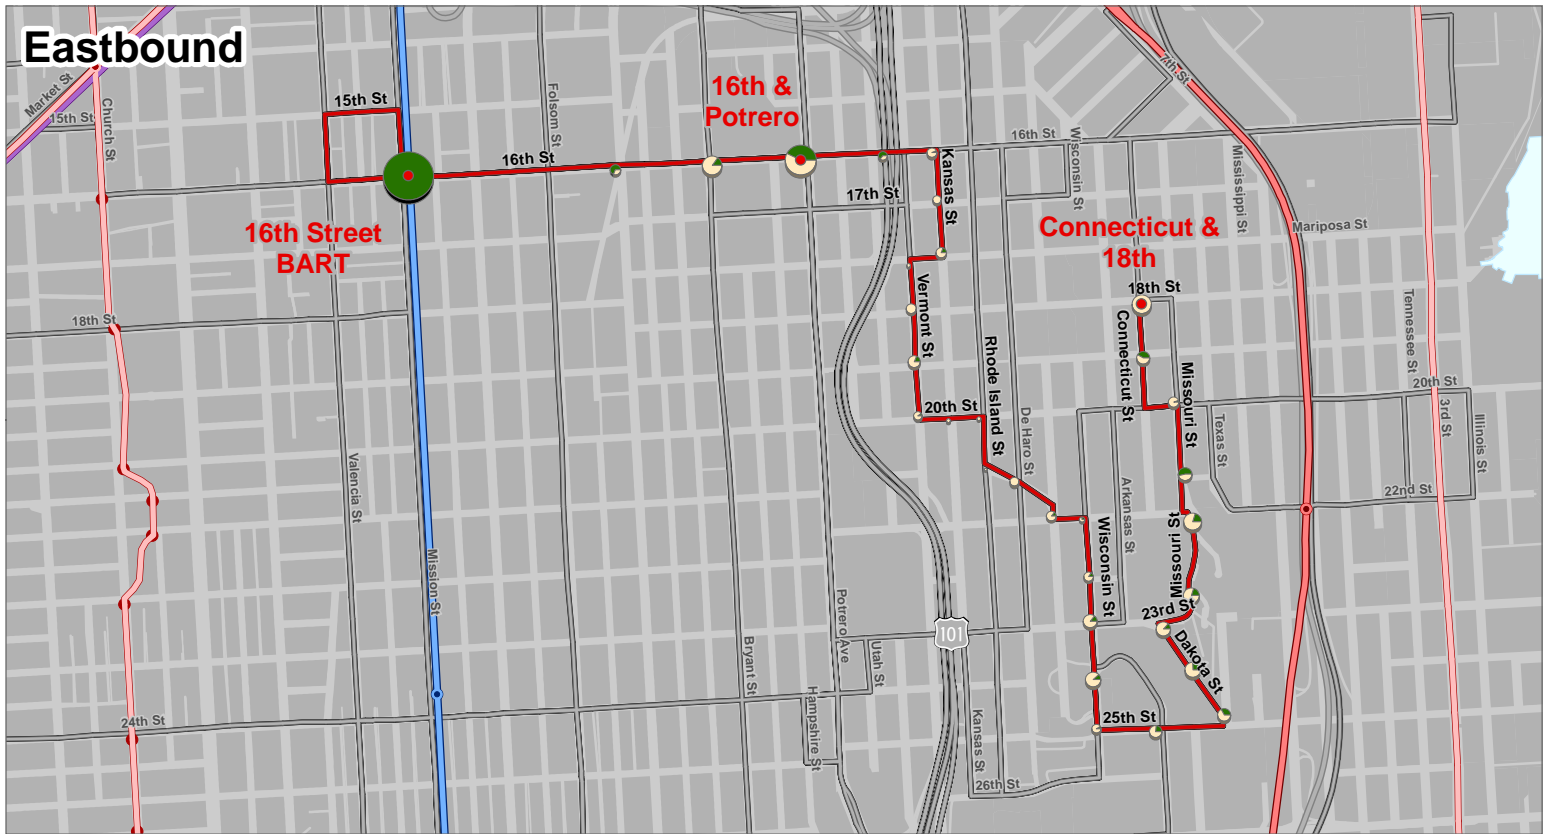 Eastbound
Market St
15th St
Church St
15th St
Folsom St
16th &
Potrero
7th St
16th St
Wisconsin St
Mississippi St
16th St
Kansas St
17th St
16th Street
BART
Connecticut &
18th
Mariposa St
18th St
18th St
Vermont St
Connecticut St
Tennessee St
Rhode Island St
Missouri St
20th St
20th St
3rd St
Illinois St
De Haro St
Texas St
Valencia St
Arkansas St
22nd St
Mission St
Wisconsin St
Missouri St
23rd St
Potrero Ave
101
Bryant St
Utah St
Dakota St
Hampshire St
Kansas St
24th St
25th St
26th St